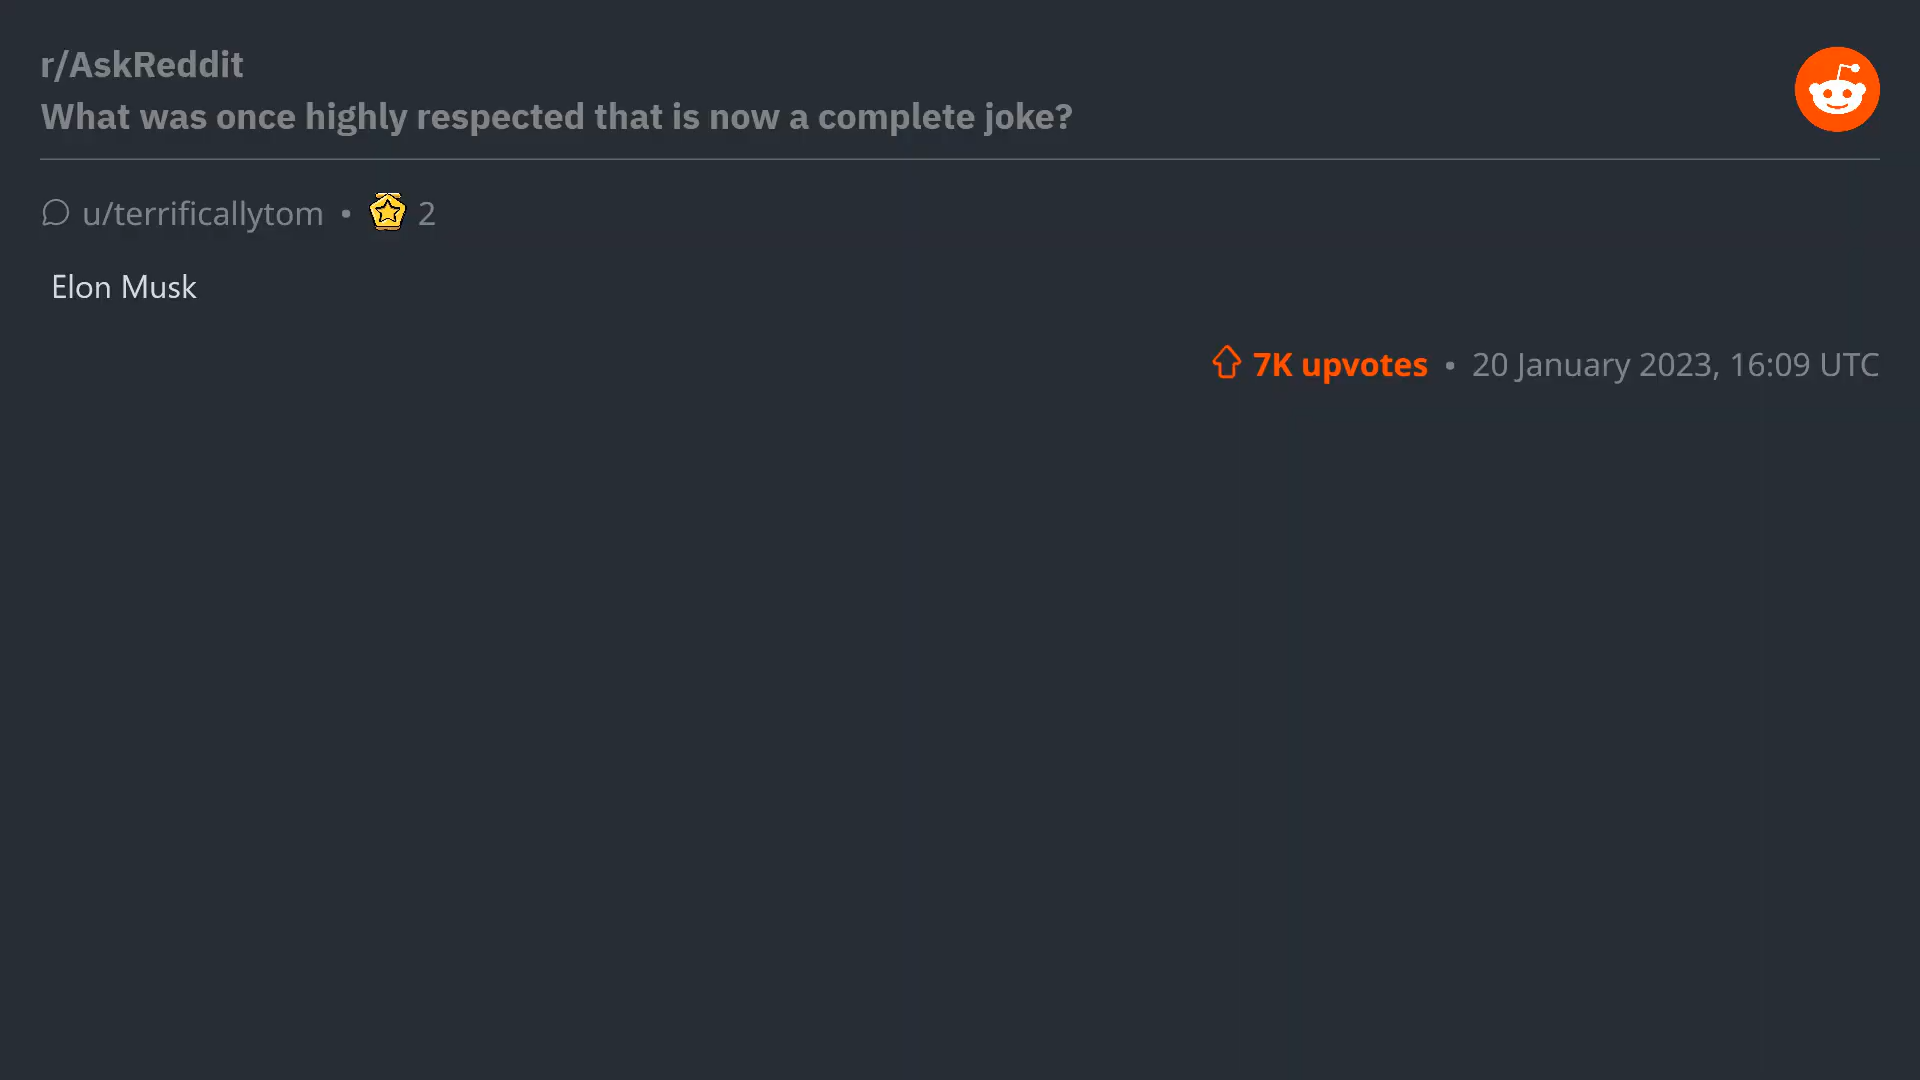 r/AskReddit
What was once highly respected that is now a complete joke?
u/terrificallytom • 2
Elon Musk
7K upvotes • 20 January 2023, 16:09 UTC